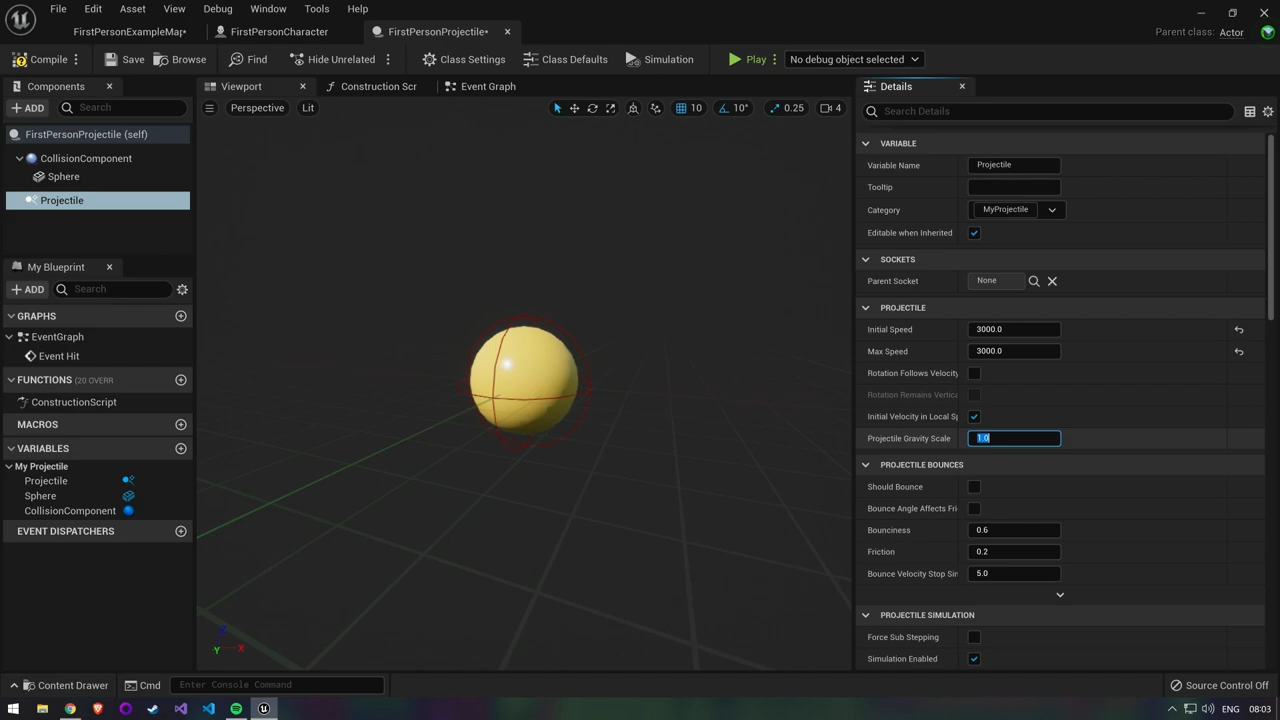 File Edit Asset View Debug Window Tools Help
FirstPersonExampleMap*
FirstPersonCharacter
FirstPersonProjectile*
Parent class: Actor
Compile
Save
Browse
Find
Hide Unrelated
Class Settings
Class Defaults
Simulation
Play
No debug object selected
Components
Viewport
Construction Scr
Event Graph
Details
ADD
Search
Perspective
Lit
10
10°
0.25
4
Search Details
FirstPersonProjectile (self)
CollisionComponent
Sphere
Projectile
My Blueprint
ADD
Search
GRAPHS
EventGraph
Event Hit
FUNCTIONS (20 OVERR
ConstructionScript
MACROS
VARIABLES
My Projectile
Projectile
Sphere
CollisionComponent
EVENT DISPATCHERS
Z
X
Y
VARIABLE
Variable Name Projectile
Tooltip
Category MyProjectile
Editable when Inherited
SOCKETS
Parent Socket None
PROJECTILE
Initial Speed 3000.0
Max Speed 3000.0
Rotation Follows Velocity
Rotation Remains Vertica
Initial Velocity in Local Sp
Projectile Gravity Scale 1.0
PROJECTILE BOUNCES
Should Bounce
Bounce Angle Affects Fri
Bounciness 0.6
Friction 0.2
Bounce Velocity Stop Sim 5.0
PROJECTILE SIMULATION
Force Sub Stepping
Simulation Enabled
Content Drawer
Cmd
Enter Console Command
Source Control Off
ENG
08:03